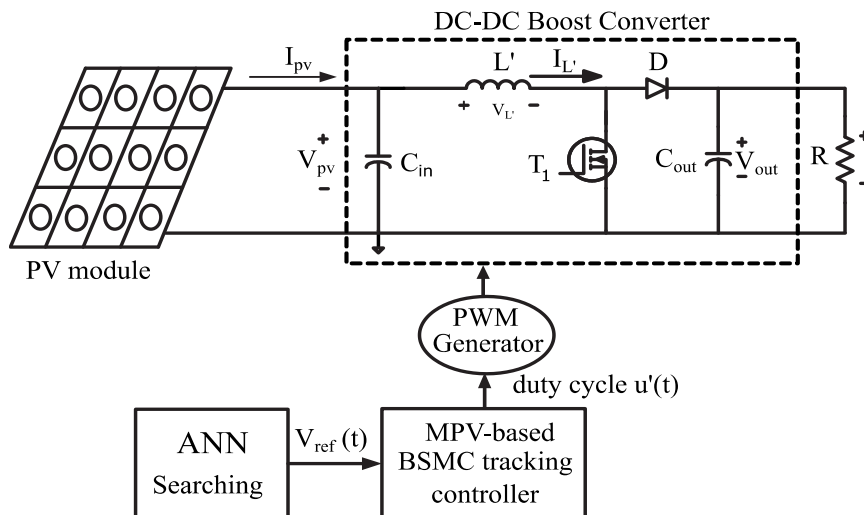 DC-DC Boost Converter
I_pv
L'
I_L'
D
+ V_L' -
V_pv
+
-
C_in
T_1
C_out
+
V_out
-
R
+
-
PV module
PWM
Generator
duty cycle u'(t)
ANN
Searching
V_ref (t)
MPV-based
BSMC tracking
controller